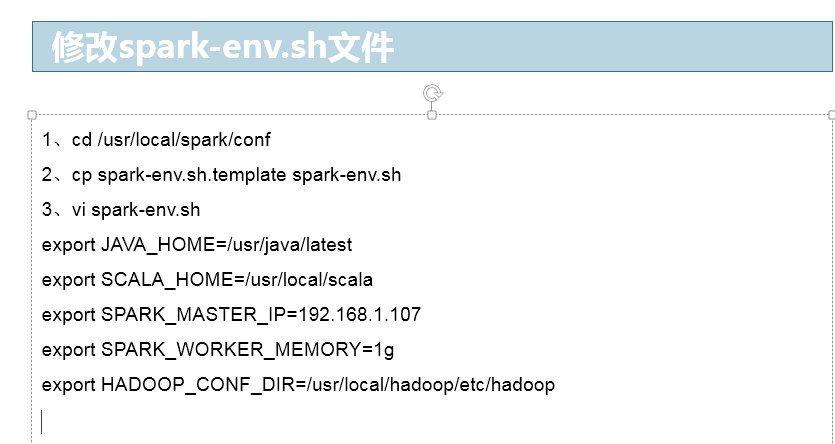 修改spark-env.sh文件
1、cd /usr/local/spark/conf
2、cp spark-env.sh.template spark-env.sh
3、vi spark-env.sh
export JAVA_HOME=/usr/java/latest
export SCALA_HOME=/usr/local/scala
export SPARK_MASTER_IP=192.168.1.107
export SPARK_WORKER_MEMORY=1g
export HADOOP_CONF_DIR=/usr/local/hadoop/etc/hadoop